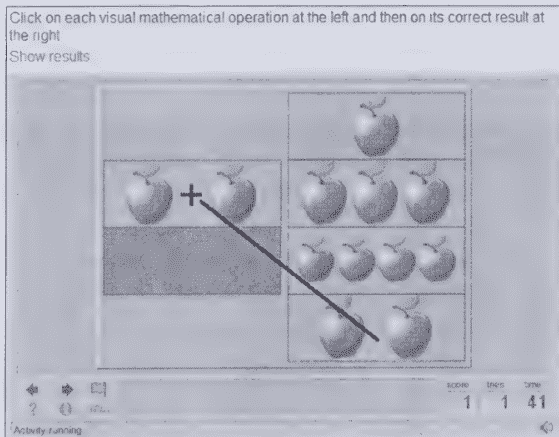 Click on each visual mathematical operation at the left and then on its correct result at
the right
Show results
+
score tries time
1 1 41
?
Activity running